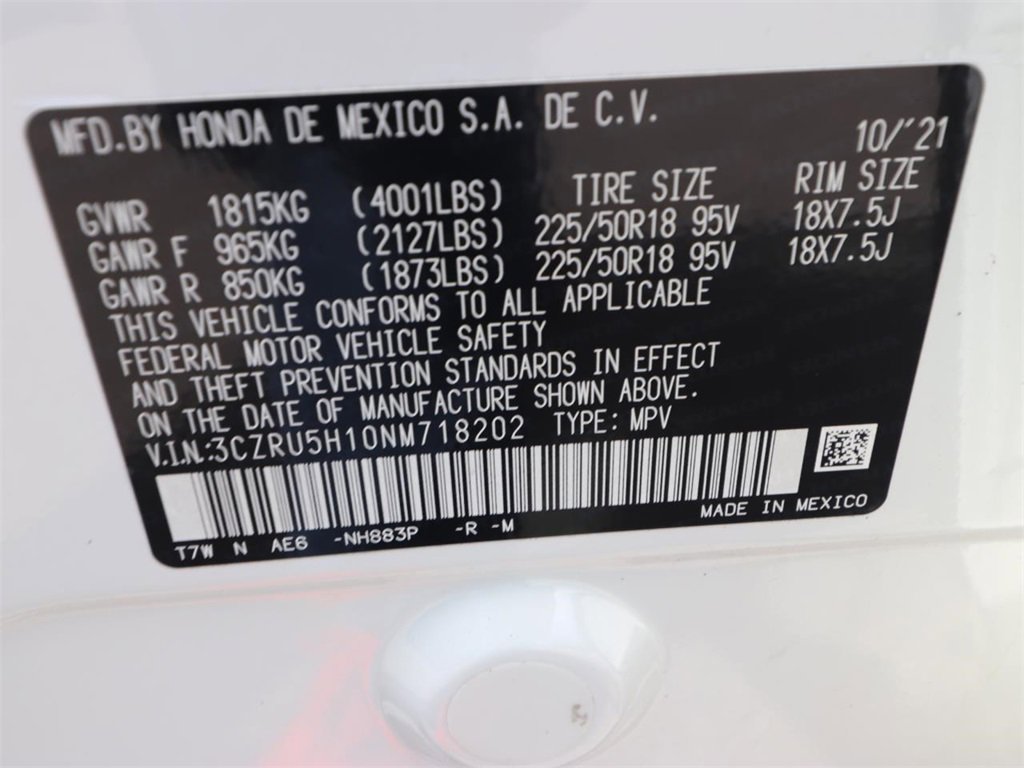 MFD.BY HONDA DE MEXICO S.A. DE C.V.
10/'21
GVWR 1815KG (4001LBS) TIRE SIZE RIM SIZE
GAWR F 965KG (2127LBS) 225/50R18 95V 18X7.5J
GAWR R 850KG (1873LBS) 225/50R18 95V 18X7.5J
THIS VEHICLE CONFORMS TO ALL APPLICABLE
FEDERAL MOTOR VEHICLE SAFETY
AND THEFT PREVENTION STANDARDS IN EFFECT
ON THE DATE OF MANUFACTURE SHOWN ABOVE.
V.I.N.:3CZRU5H10NM718202 TYPE: MPV
T7W N AE6 -NH883P -R -M MADE IN MEXICO